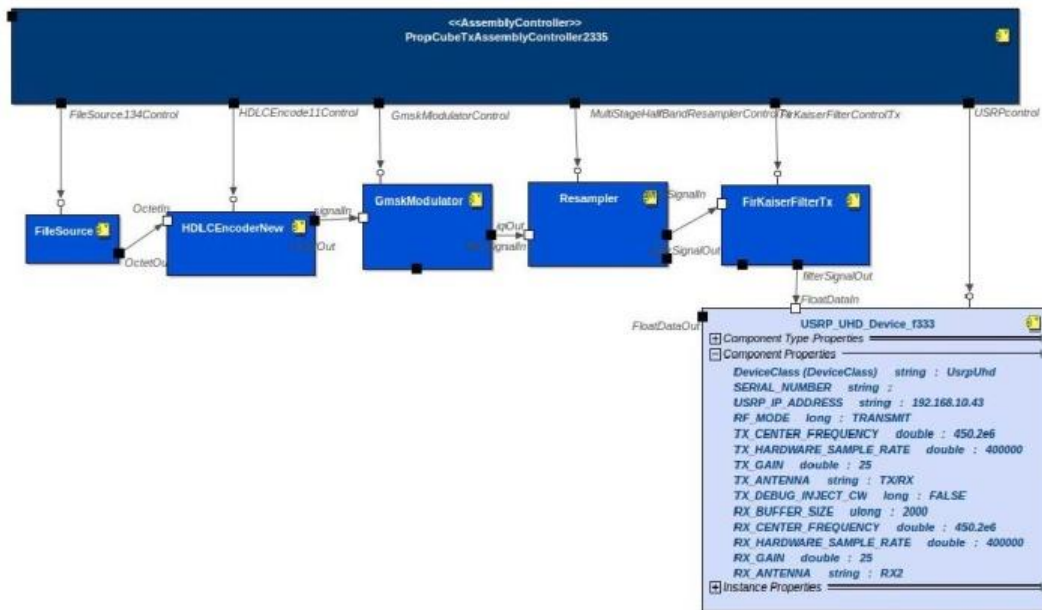 <<AssemblyController>>
PropCubeTxAssemblyController2335
FileSource134Control
HDLCEncode11Control
GmskModulatorControl
MultiStageHalfBandResamplerControlTx
FirKaiserFilterControlTx
USRPcontrol
FileSource
OctetIn
OctetOut
HDLCEncoderNew
signalIn
GmskModulator
iqOut
Resampler
SignalIn
FirKaiserFilterTx
filterSignalOut
FloatDataIn
FloatDataOut
USRP_UHD_Device_f333
Component Type Properties
Component Properties
DeviceClass (DeviceClass) string : UsrpUhd
SERIAL_NUMBER string :
USRP_IP_ADDRESS string : 192.168.10.43
RF_MODE long : TRANSMIT
TX_CENTER_FREQUENCY double : 450.2e6
TX_HARDWARE_SAMPLE_RATE double : 400000
TX_GAIN double : 25
TX_ANTENNA string : TX/RX
TX_DEBUG_INJECT_CW long : FALSE
RX_BUFFER_SIZE ulong : 2000
RX_CENTER_FREQUENCY double : 450.2e6
RX_HARDWARE_SAMPLE_RATE double : 400000
RX_GAIN double : 25
RX_ANTENNA string : RX2
Instance Properties